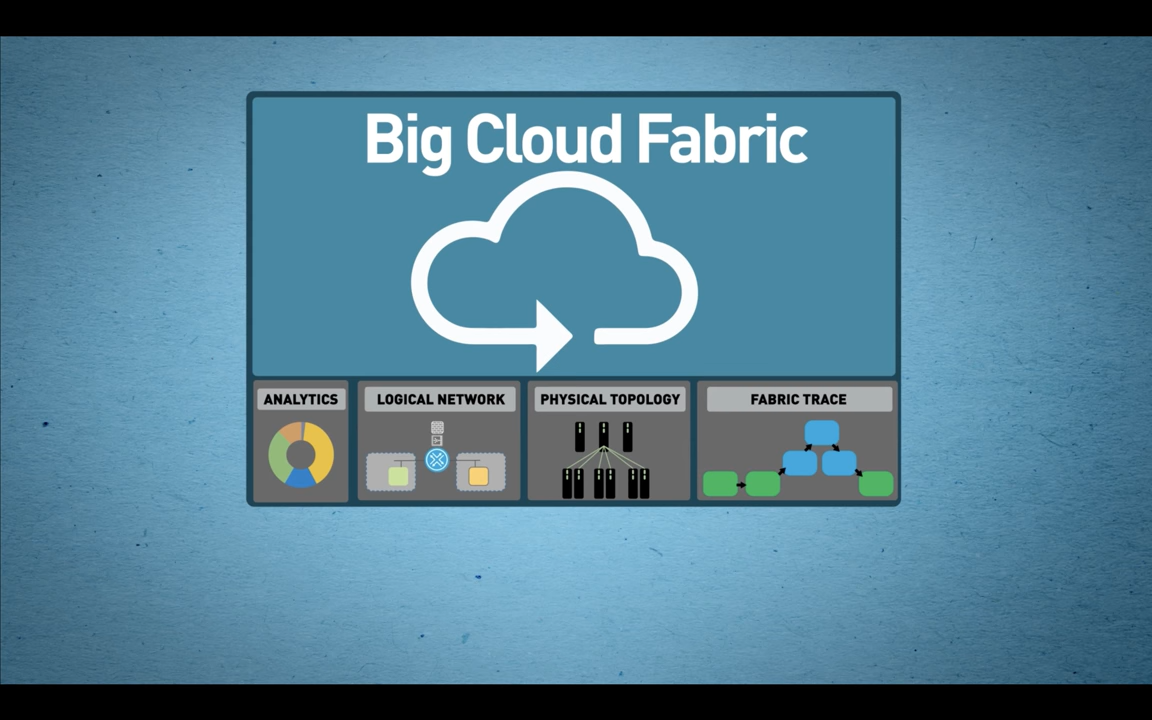 Big Cloud Fabric
ANALYTICS
LOGICAL NETWORK
PHYSICAL TOPOLOGY
FABRIC TRACE